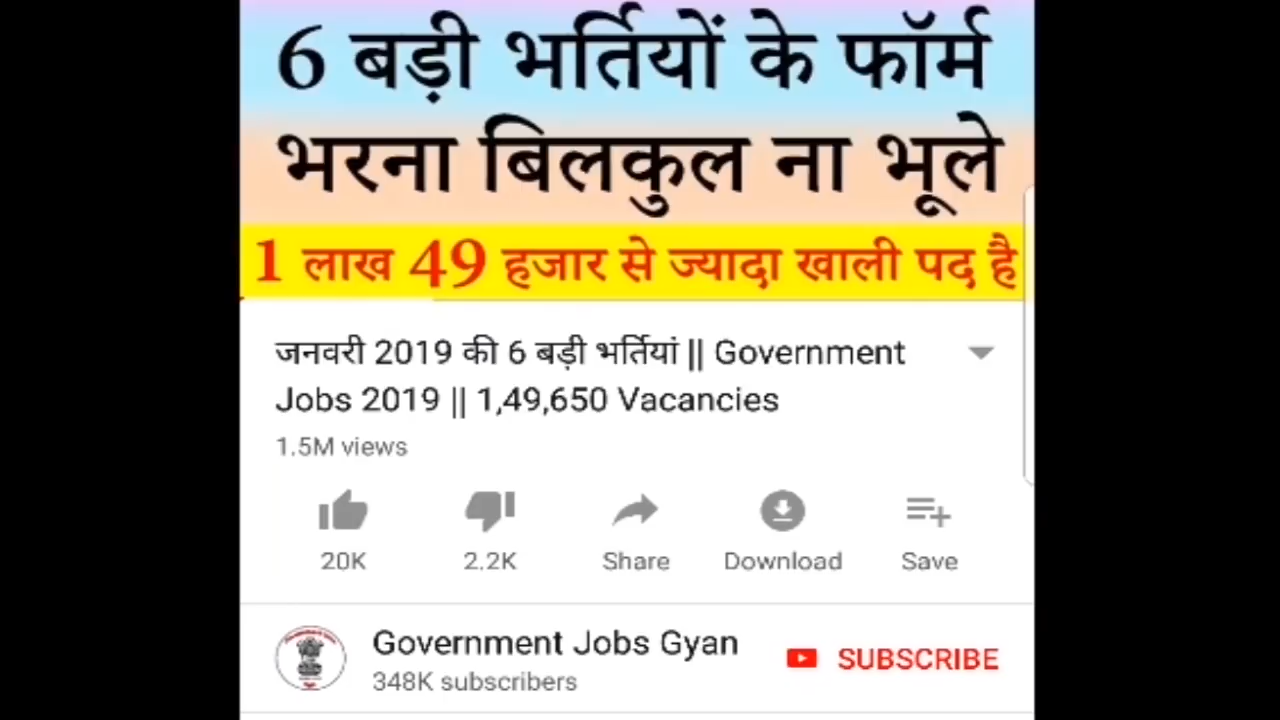 6 बड़ी भर्तियों के फॉर्म
भरना बिलकुल ना भूले
1 लाख 49 हजार से ज्यादा खाली पद है
जनवरी 2019 की 6 बड़ी भर्तियां || Government
Jobs 2019 || 1,49,650 Vacancies
1.5M views
20K 2.2K Share Download Save
Government Jobs Gyan
348K subscribers
SUBSCRIBE